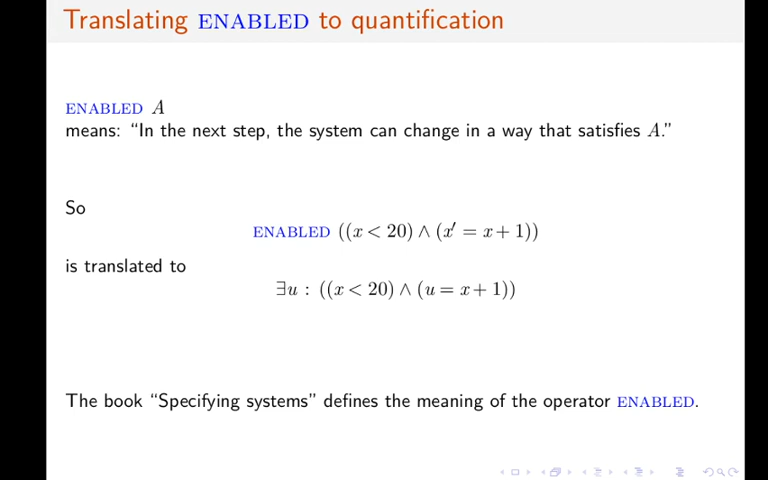 Translating ENABLED to quantification
ENABLED A
means: “In the next step, the system can change in a way that satisfies A.”
So
ENABLED ((x < 20) ∧ (x′ = x + 1))
is translated to
∃u : ((x < 20) ∧ (u = x + 1))
The book “Specifying systems” defines the meaning of the operator ENABLED.